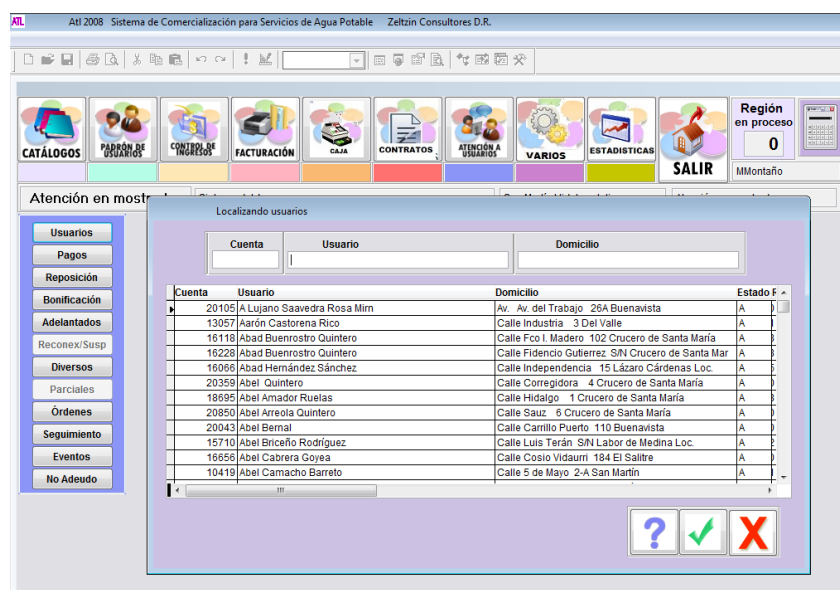 Atl 2008 Sistema de Comercialización para Servicios de Agua Potable Zeltzin Consultores D.R.
CATÁLOGOS
PADRÓN DE USUARIOS
CONTROL DE INGRESOS
FACTURACIÓN
CAJA
CONTRATOS
ATENCIÓN A USUARIOS
VARIOS
ESTADISTICAS
SALIR
Región
en proceso
0
MMontaño
Atención en most
Localizando usuarios
Usuarios
Pagos
Reposición
Bonificación
Adelantados
Reconex/Susp
Diversos
Parciales
Órdenes
Seguimiento
Eventos
No Adeudo
Cuenta Usuario Domicilio
Cuenta Usuario Domicilio Estado
20105 A Lujano Saavedra Rosa Mirn Av. Av. del Trabajo 26A Buenavista A
13057 Aarón Castorena Rico Calle Industria 3 Del Valle A
16118 Abad Buenrostro Quintero Calle Fco I. Madero 102 Crucero de Santa María A
16228 Abad Buenrostro Quintero Calle Fidencio Gutierrez S/N Crucero de Santa Mar A
16066 Abad Hernández Sánchez Calle Independencia 15 Lázaro Cárdenas Loc. A
20359 Abel Quintero Calle Corregidora 4 Crucero de Santa María A
18695 Abel Amador Ruelas Calle Hidalgo 1 Crucero de Santa María A
20850 Abel Arreola Quintero Calle Sauz 6 Crucero de Santa María A
20043 Abel Bernal Calle Carrillo Puerto 110 Buenavista A
15710 Abel Briceño Rodríguez Calle Luis Terán S/N Labor de Medina Loc. A
16656 Abel Cabrera Goyea Calle Cosio Vidaurri 184 El Salitre A
10419 Abel Camacho Barreto Calle 5 de Mayo 2-A San Martín A